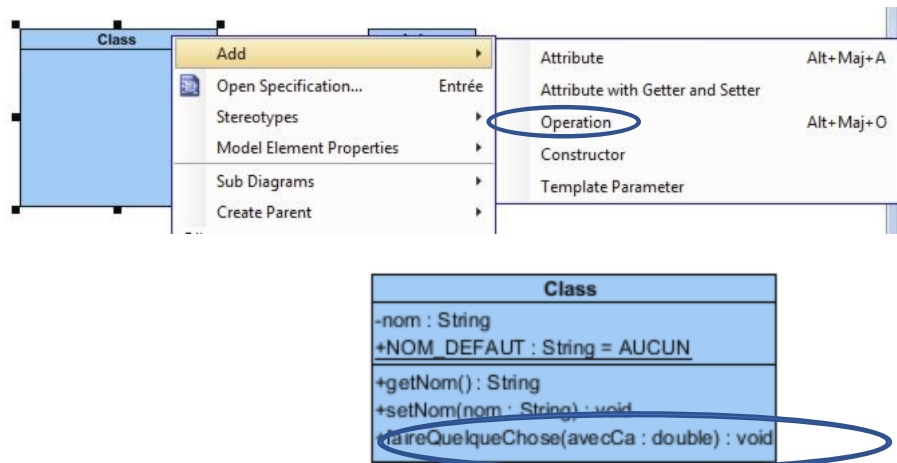 Class
Add
Open Specification... Entrée
Stereotypes
Model Element Properties
Sub Diagrams
Create Parent
Attribute Alt+Maj+A
Attribute with Getter and Setter
Operation Alt+Maj+O
Constructor
Template Parameter
Class
-nom : String
+NOM_DEFAUT : String = AUCUN
+getNom() : String
+setNom(nom : String) : void
+faireQuelqueChose(avecCa : double) : void